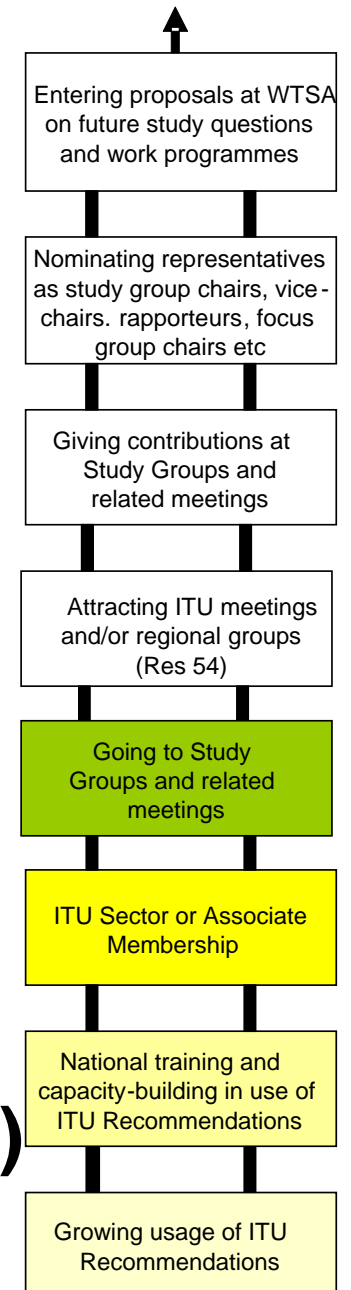 Entering proposals at WTSA
on future study questions
and work programmes
Nominating representatives
as study group chairs, vice-
chairs. rapporteurs, focus
group chairs etc
Giving contributions at
Study Groups and
related meetings
Attracting ITU meetings
and/or regional groups
(Res 54)
Going to Study
Groups and related
meetings
ITU Sector or Associate
Membership
National training and
capacity-building in use of
ITU Recommendations
)
Growing usage of ITU
Recommendations